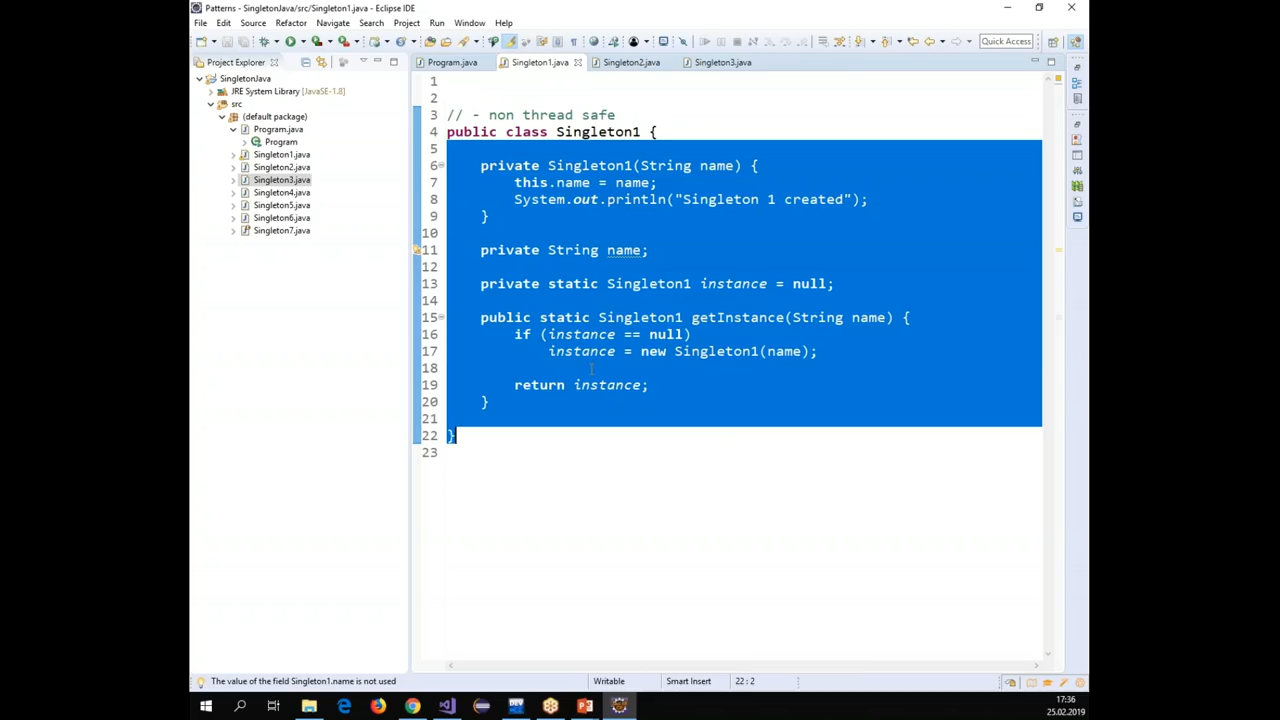 Patterns - SingletonJava/src/Singleton1.java - Eclipse IDE
File Edit Source Refactor Navigate Search Project Run Window Help
Quick Access
Project Explorer
Program.java Singleton1.java Singleton2.java Singleton3.java
SingletonJava
JRE System Library [JavaSE-1.8]
src
(default package)
Program.java
Program
Singleton1.java
Singleton2.java
Singleton3.java
Singleton4.java
Singleton5.java
Singleton6.java
Singleton7.java
1
2
3 // - non thread safe
4 public class Singleton1 {
5
6 private Singleton1(String name) {
7 this.name = name;
8 System.out.println("Singleton 1 created");
9 }
10
11 private String name;
12
13 private static Singleton1 instance = null;
14
15 public static Singleton1 getInstance(String name) {
16 if (instance == null)
17 instance = new Singleton1(name);
18
19 return instance;
20 }
21
22 }
23
The value of the field Singleton1.name is not used Writable Smart Insert 22 : 2
DEV
17:36
25.02.2019